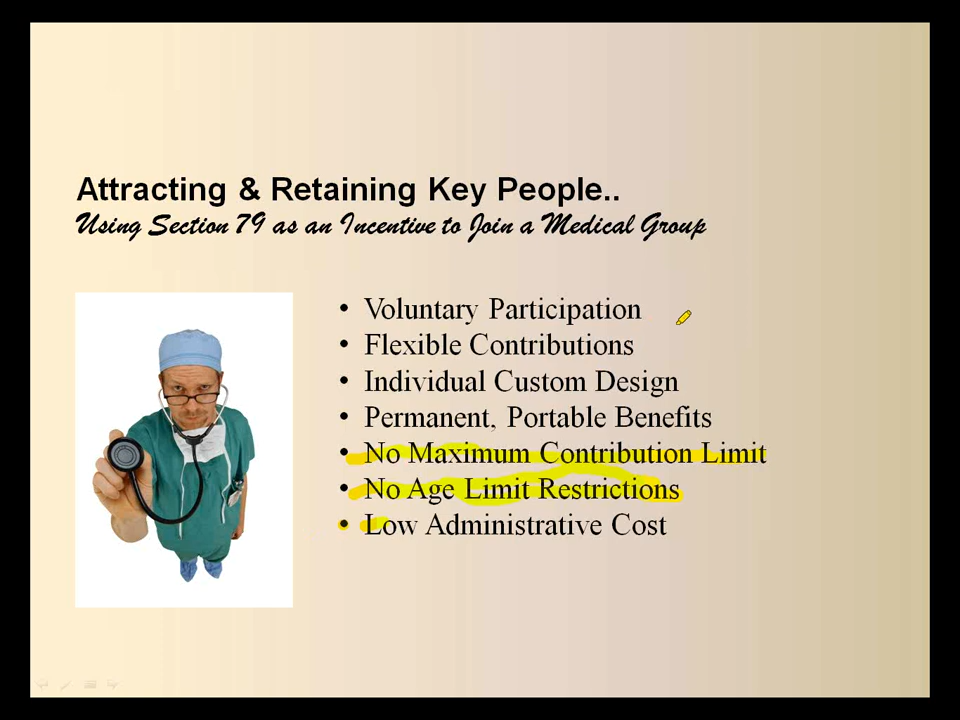 Attracting & Retaining Key People..
Using Section 79 as an Incentive to Join a Medical Group
• Voluntary Participation
• Flexible Contributions
• Individual Custom Design
• Permanent, Portable Benefits
• No Maximum Contribution Limit
• No Age Limit Restrictions
• Low Administrative Cost